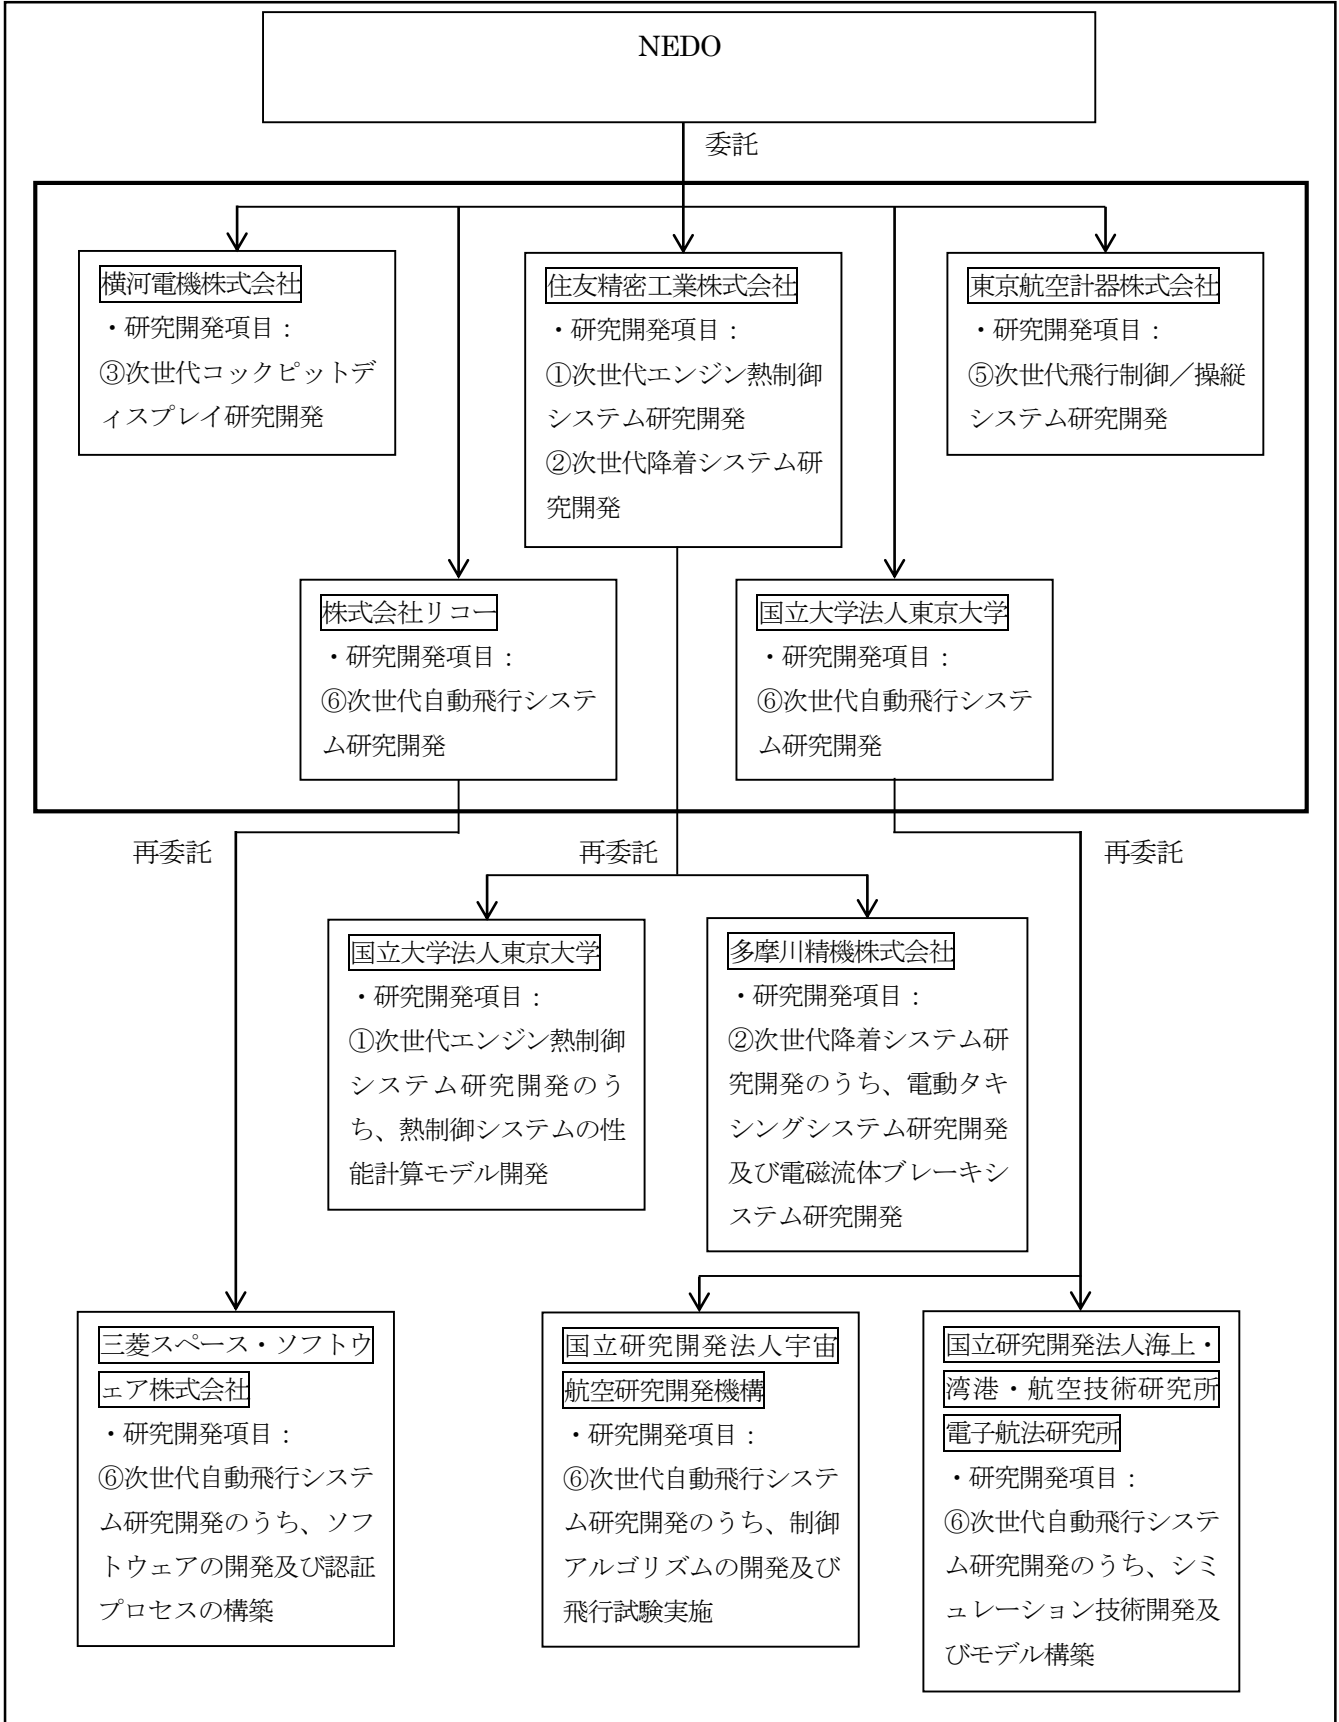 NEDO
委託
横河電機株式会社
・研究開発項目：
③次世代コックピットデ
ィスプレイ研究開発
住友精密工業株式会社
・研究開発項目：
①次世代エンジン熱制御
システム研究開発
②次世代降着システム研
究開発
東京航空計器株式会社
・研究開発項目：
⑤次世代飛行制御／操縦
システム研究開発
株式会社リコー
・研究開発項目：
⑥次世代自動飛行システ
ム研究開発
国立大学法人東京大学
・研究開発項目：
⑥次世代自動飛行システ
ム研究開発
再委託
再委託
再委託
国立大学法人東京大学
・研究開発項目：
①次世代エンジン熱制御
システム研究開発のう
ち、熱制御システムの性
能計算モデル開発
多摩川精機株式会社
・研究開発項目：
②次世代降着システム研
究開発のうち、電動タキ
シングシステム研究開発
及び電磁流体ブレーキシ
ステム研究開発
三菱スペース・ソフトウ
ェア株式会社
・研究開発項目：
⑥次世代自動飛行システ
ム研究開発のうち、ソフ
トウェアの開発及び認証
プロセスの構築
国立研究開発法人宇宙
航空研究開発機構
・研究開発項目：
⑥次世代自動飛行システ
ム研究開発のうち、制御
アルゴリズムの開発及び
飛行試験実施
国立研究開発法人海上・
湾港・航空技術研究所
電子航法研究所
・研究開発項目：
⑥次世代自動飛行システ
ム研究開発のうち、シミ
ュレーション技術開発及
びモデル構築